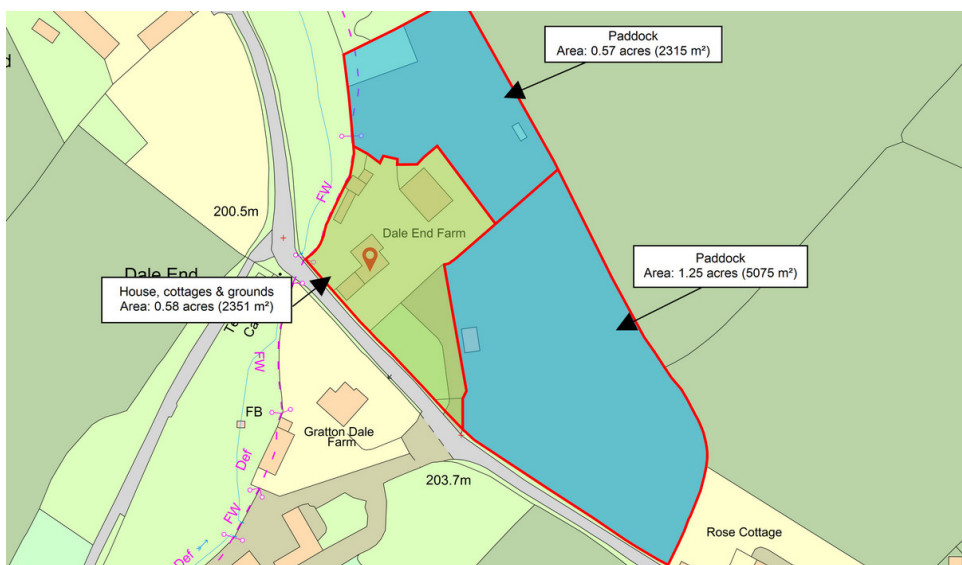 Paddock
Area: 0.57 acres (2315 m²)
FW
200.5m
Dale End Farm
Dale End
Paddock
Area: 1.25 acres (5075 m²)
House, cottages & grounds
Area: 0.58 acres (2351 m²)
FW
FB
Gratton Dale
Farm
Def
203.7m
FW
Rose Cottage
Def